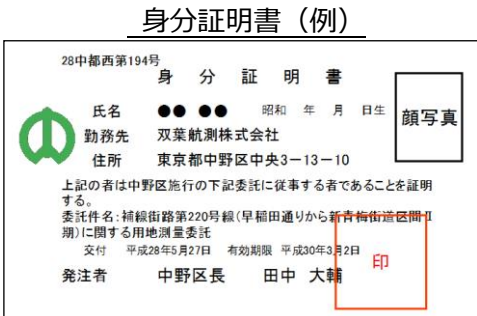 身分証明書（例）
28中都西第194号
身 分 証 明 書
氏名 ●● ●● 昭和 年 月 日生
顔写真
勤務先 双葉航測株式会社
住所 東京都中野区中央3－13－10
上記の者は中野区施行の下記委託に従事する者であることを証明
する。
委託件名：補線街路第220号線（早稲田通りから新青梅街道区間Ⅱ
期）に関する用地測量委託
交付 平成28年5月27日 有効期限 平成30年3月2日
印
発注者 中野区長 田中 大輔